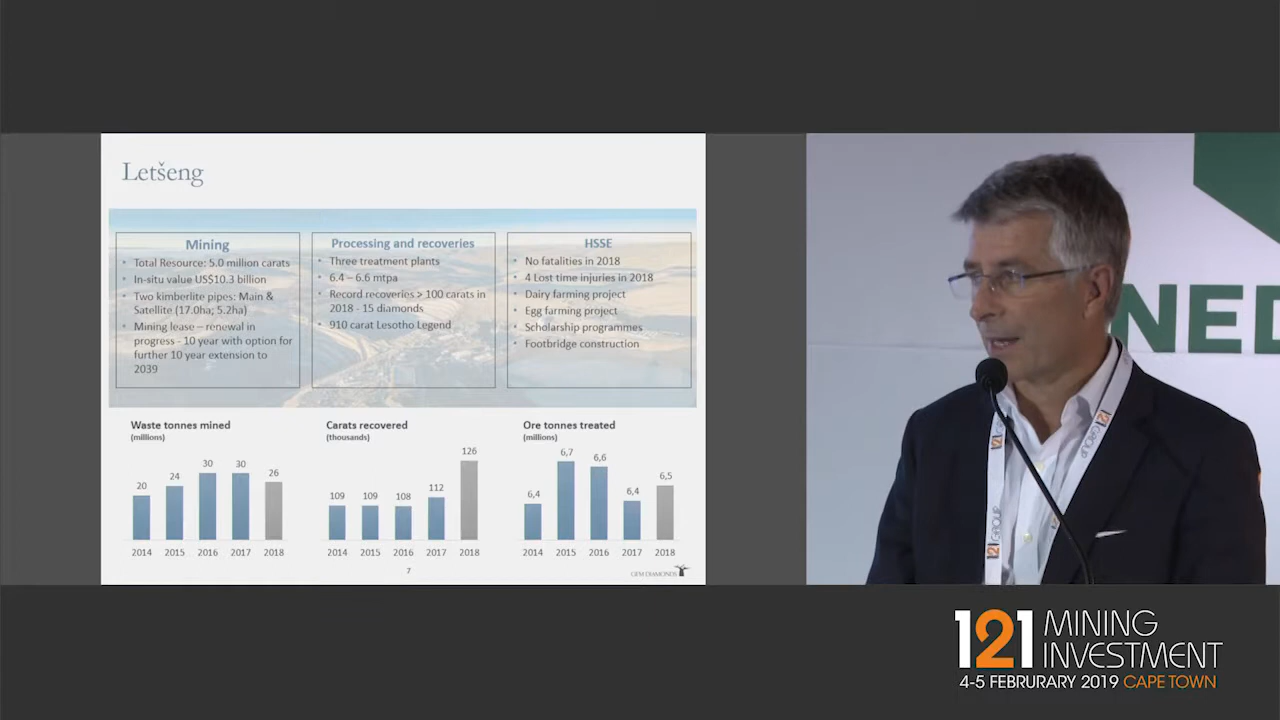 Letšeng
Mining
• Total Resource: 5.0 million carats
• In-situ value US$10.3 billion
• Two kimberlite pipes: Main &
Satellite (17.0ha; 5.2ha)
• Mining lease – renewal in
progress - 10 year with option for
further 10 year extension to
2039
Processing and recoveries
• Three treatment plants
• 6.4 – 6.6 mtpa
• Record recoveries > 100 carats in
2018 - 15 diamonds
• 910 carat Lesotho Legend
HSSE
• No fatalities in 2018
• 4 Lost time injuries in 2018
• Dairy farming project
• Egg farming project
• Scholarship programmes
• Footbridge construction
Waste tonnes mined
(millions)
20
24
30
30
26
2014 2015 2016 2017 2018
Carats recovered
(thousands)
109
109
108
112
126
2014 2015 2016 2017 2018
Ore tonnes treated
(millions)
6,4
6,7
6,6
6,4
6,5
2014 2015 2016 2017 2018
7
GEM DIAMONDS
NED
121 GROUP
121 GROUP
121 MINING
INVESTMENT
4-5 FEBRURARY 2019 CAPE TOWN